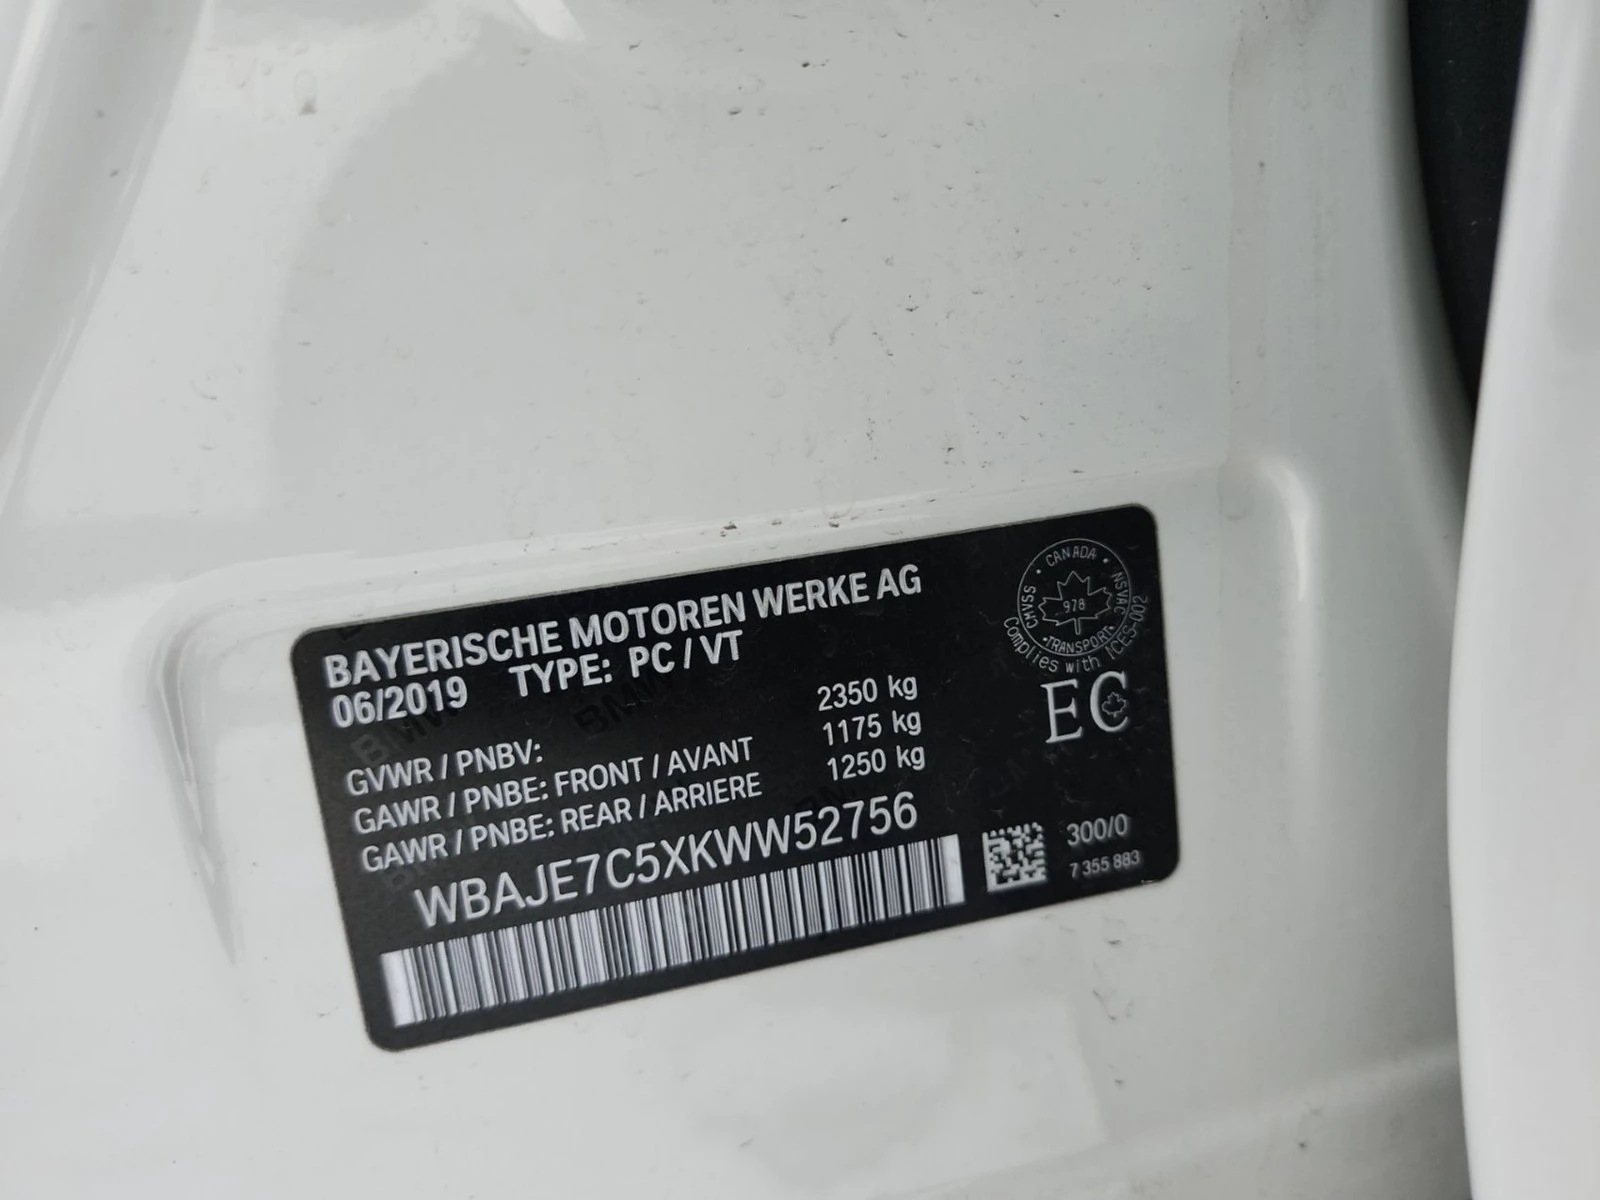 BAYERISCHE MOTOREN WERKE AG
06/2019 TYPE: PC / VT
GVWR / PNBV: 2350 kg
GAWR / PNBE: FRONT / AVANT 1175 kg
GAWR / PNBE: REAR / ARRIERE 1250 kg
WBAJE7C5XKWW52756
CMVSS • CANADA • NSVAC
978
• TRANSPORT •
Complies with ICES-002
EC
300/0
7 355 883